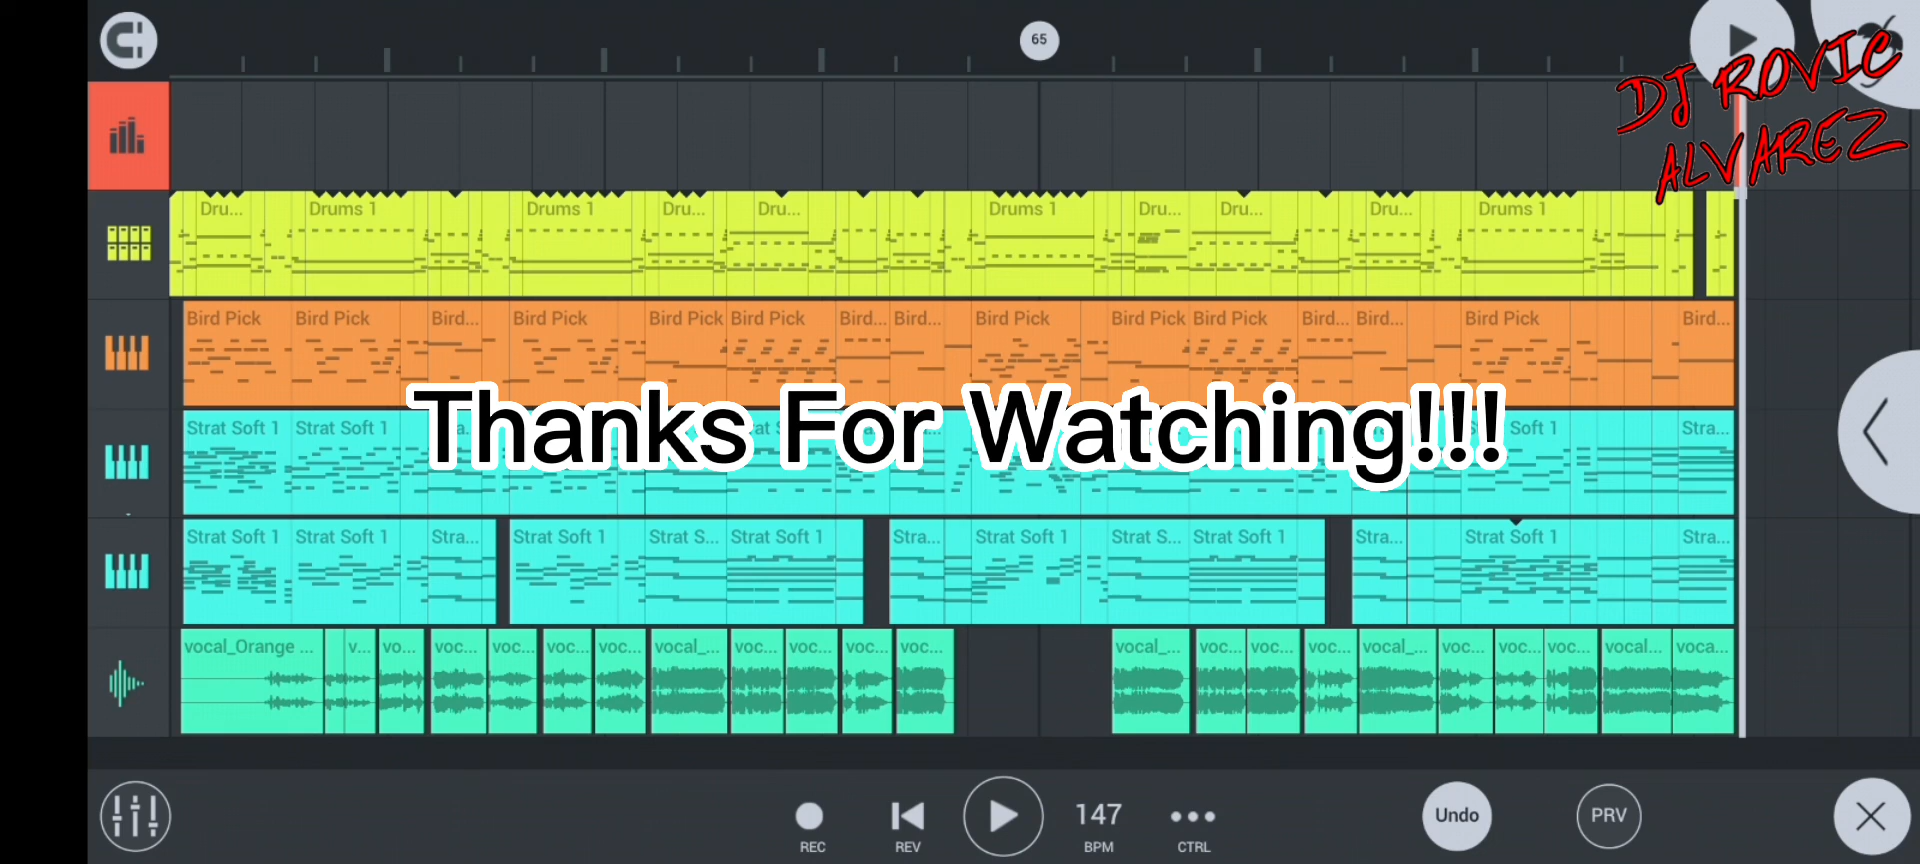 65
DJ ROVIC
ALVAREZ
Dru... Drums 1 Drums 1 Dru... Dru... Drums 1 Dru... Dru... Dru... Drums 1
Bird Pick Bird Pick Bird... Bird Pick Bird Pick Bird Pick Bird... Bird... Bird Pick Bird Pick Bird Pick Bird... Bird... Bird Pick Bird...
Thanks For Watching!!!
Strat Soft 1 Strat Soft 1 Soft 1 Stra...
Strat Soft 1 Strat Soft 1 Stra... Strat Soft 1 Strat S... Strat Soft 1 Stra... Strat Soft 1 Strat S... Strat Soft 1 Stra... Strat Soft 1 Stra...
vocal_Orange ... v... vo... voc... voc... voc... voc... vocal_... voc... voc... voc... voc... vocal_... voc... voc... voc... vocal_... voc... voc... voc... vocal... voca...
147 Undo PRV
REC REV BPM CTRL